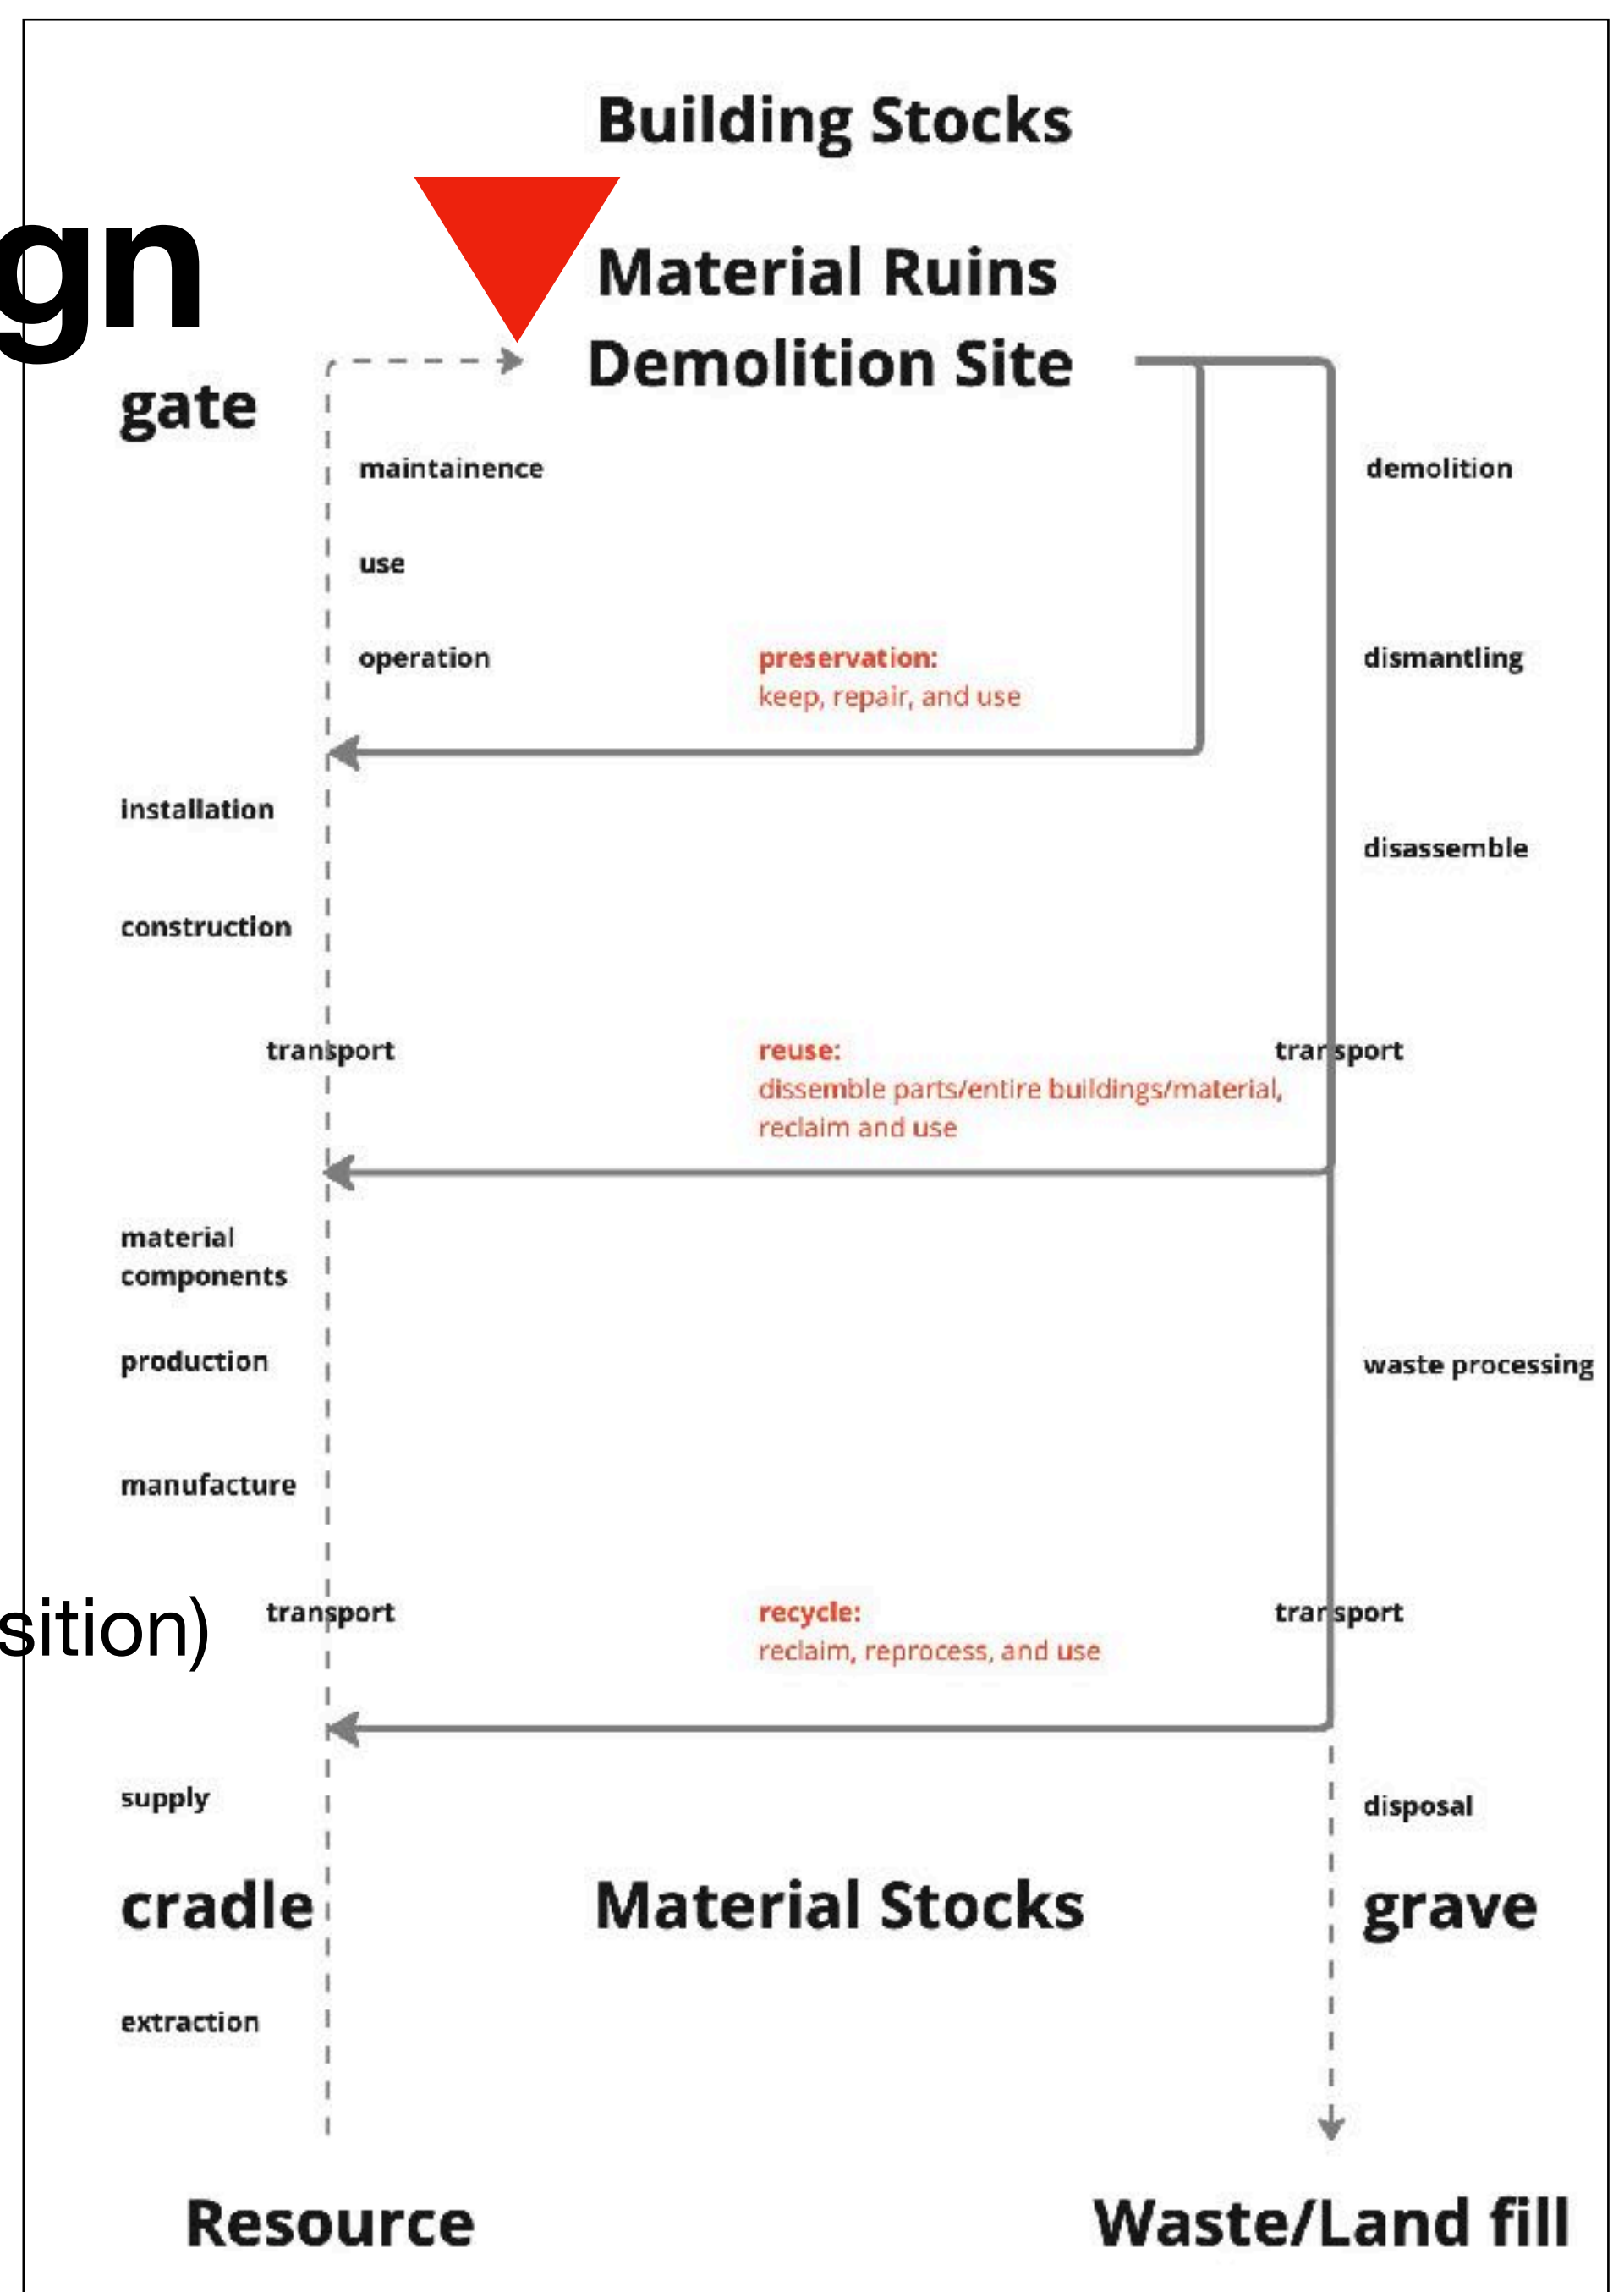 Building Stocks
gn
Material Ruins
Demolition Site
gate
maintainence
demolition
use
operation
preservation:
keep, repair, and use
dismantling
installation
disassemble
construction
transport
reuse:
dissemble parts/entire buildings/material,
reclaim and use
transport
material
components
production
waste processing
manufacture
sition)
transport
recycle:
reclaim, reprocess, and use
transport
supply
disposal
cradle
Material Stocks
grave
extraction
Resource
Waste/Land fill